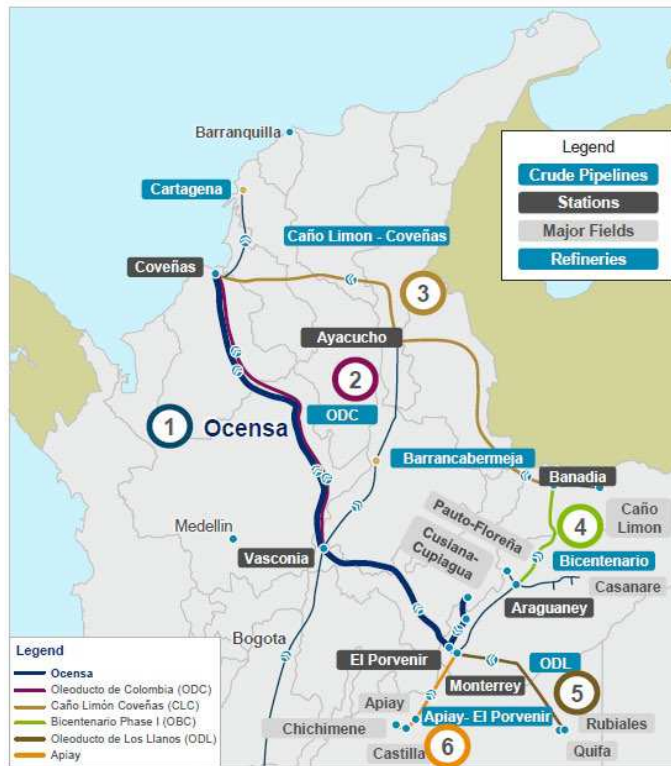 Barranquilla
Legend
Crude Pipelines
Stations
Major Fields
Refineries
Cartagena
Caño Limon - Coveñas
Coveñas
3
Ayacucho
2
ODC
1
Ocensa
Barrancabermeja
Banadia
Caño
Limon
Pauto-Floreña
4
Medellin
Cusiana-
Cupiagua
Bicentenario
Vasconia
Casanare
Araguaney
Bogota
El Porvenir
ODL
Monterrey
5
Apiay
Rubiales
Apiay- El Porvenir
Chichimene
Castilla
6
Quifa
Legend
Ocensa
Oleoducto de Colombia (ODC)
Caño Limón Coveñas (CLC)
Bicentenario Phase I (OBC)
Oleoducto de Los Llanos (ODL)
Apiay